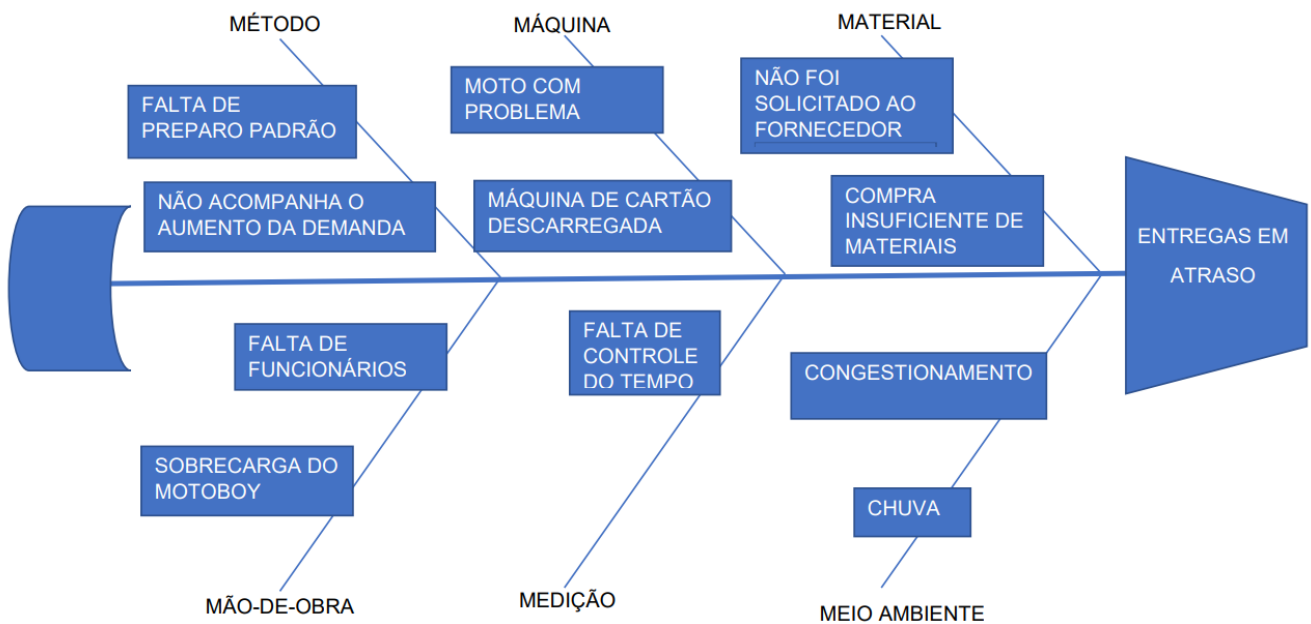 MÉTODO
MÁQUINA
MATERIAL
FALTA DE
PREPARO PADRÃO
MOTO COM
PROBLEMA
NÃO FOI
SOLICITADO AO
FORNECEDOR
NÃO ACOMPANHA O
AUMENTO DA DEMANDA
MÁQUINA DE CARTÃO
DESCARREGADA
COMPRA
INSUFICIENTE DE
MATERIAIS
ENTREGAS EM
ATRASO
FALTA DE
FUNCIONÁRIOS
FALTA DE
CONTROLE
DO TEMPO
CONGESTIONAMENTO
SOBRECARGA DO
MOTOBOY
CHUVA
MÃO-DE-OBRA
MEDIÇÃO
MEIO AMBIENTE